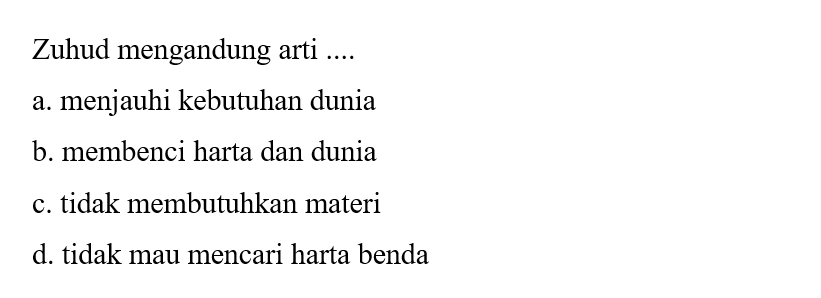 Zuhud mengandung arti ....
a. menjauhi kebutuhan dunia
b. membenci harta dan dunia
c. tidak membutuhkan materi
d. tidak mau mencari harta benda